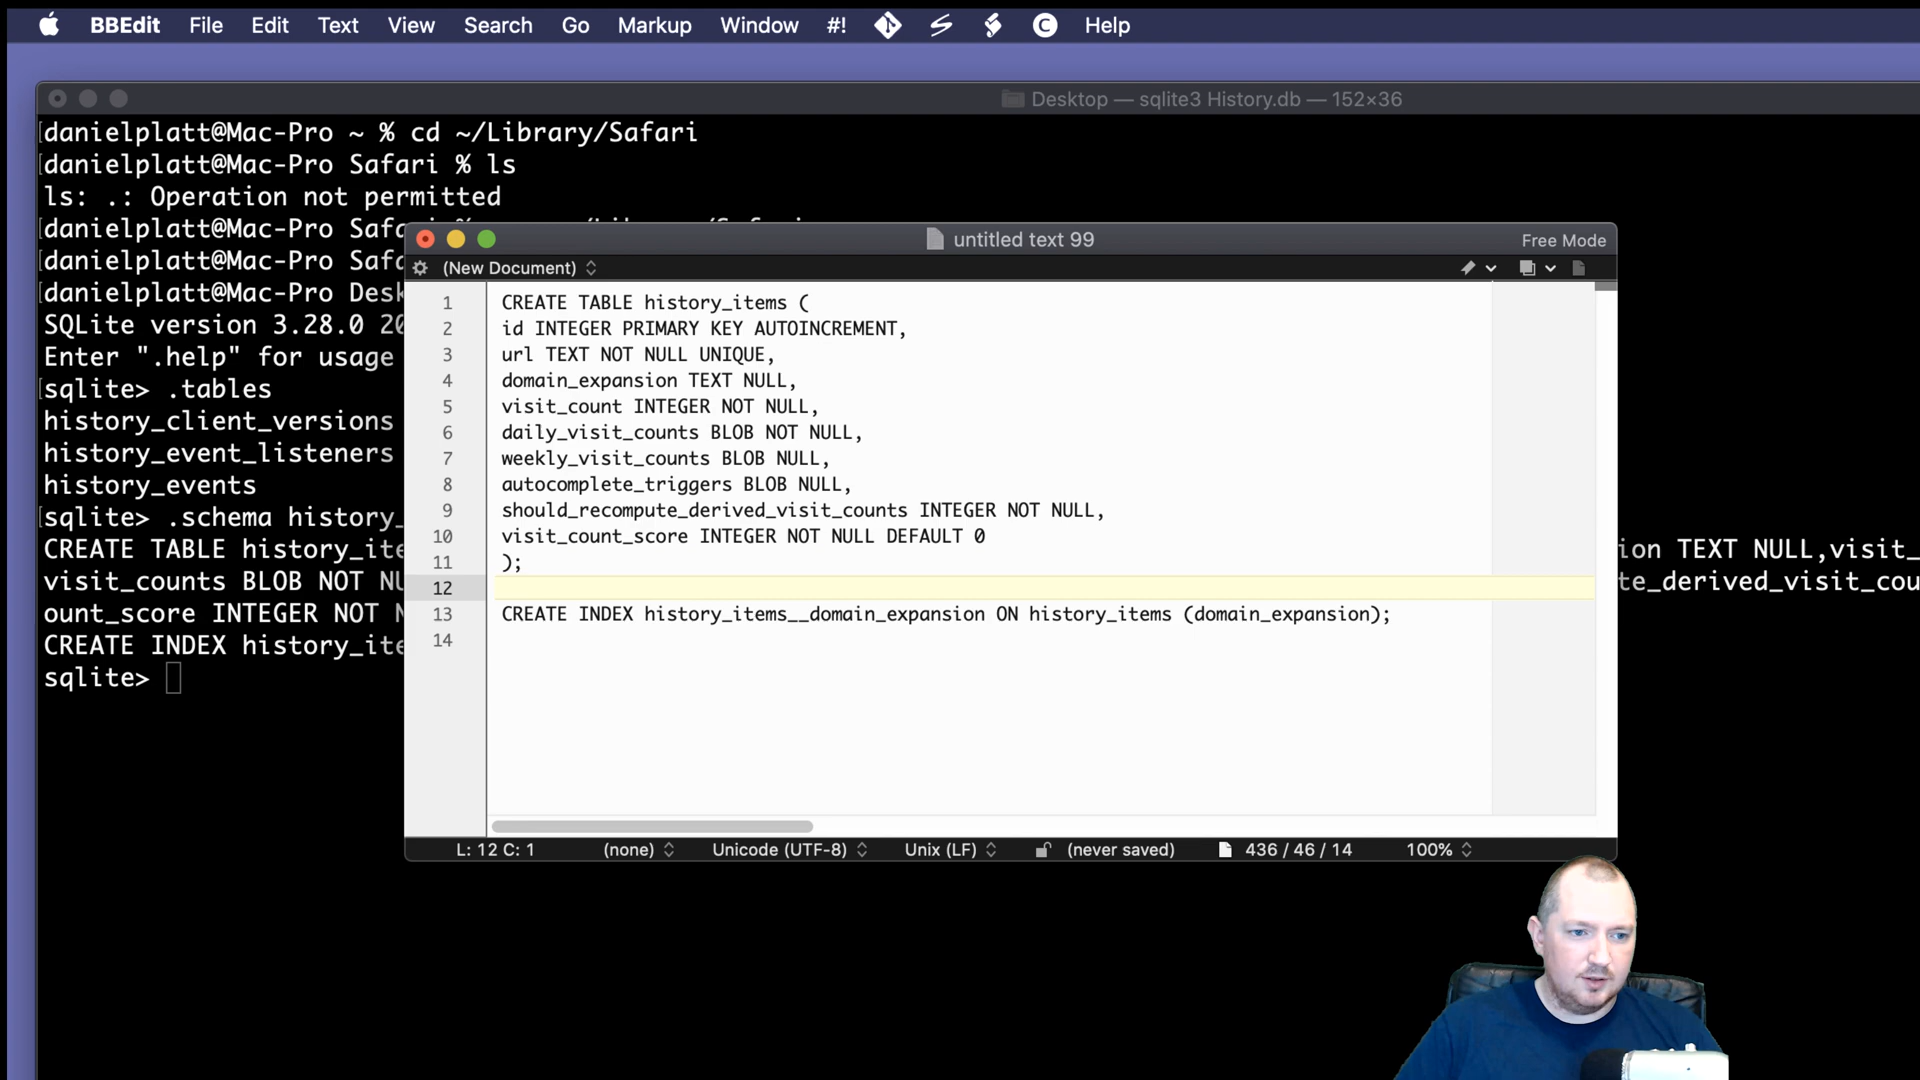 BBEdit File Edit Text View Search Go Markup Window #! Help
Desktop — sqlite3 History.db — 152×36
[danielplatt@Mac-Pro ~ % cd ~/Library/Safari
[danielplatt@Mac-Pro Safari % ls
ls: .: Operation not permitted
[danielplatt@Mac-Pro Safari %
[danielplatt@Mac-Pro Safa
[danielplatt@Mac-Pro Desk
SQLite version 3.28.0 20
Enter ".help" for usage
[sqlite> .tables
history_client_versions
history_event_listeners
history_events
[sqlite> .schema history_
CREATE TABLE history_ite ion TEXT NULL,visit_
visit_counts BLOB NOT NU te_derived_visit_cou
ount_score INTEGER NOT N
CREATE INDEX history_ite
sqlite>
untitled text 99
Free Mode
(New Document)
1 CREATE TABLE history_items (
2 id INTEGER PRIMARY KEY AUTOINCREMENT,
3 url TEXT NOT NULL UNIQUE,
4 domain_expansion TEXT NULL,
5 visit_count INTEGER NOT NULL,
6 daily_visit_counts BLOB NOT NULL,
7 weekly_visit_counts BLOB NULL,
8 autocomplete_triggers BLOB NULL,
9 should_recompute_derived_visit_counts INTEGER NOT NULL,
10 visit_count_score INTEGER NOT NULL DEFAULT 0
11 );
12
13 CREATE INDEX history_items__domain_expansion ON history_items (domain_expansion);
14
L: 12 C: 1 (none) Unicode (UTF-8) Unix (LF) (never saved) 436 / 46 / 14 100%